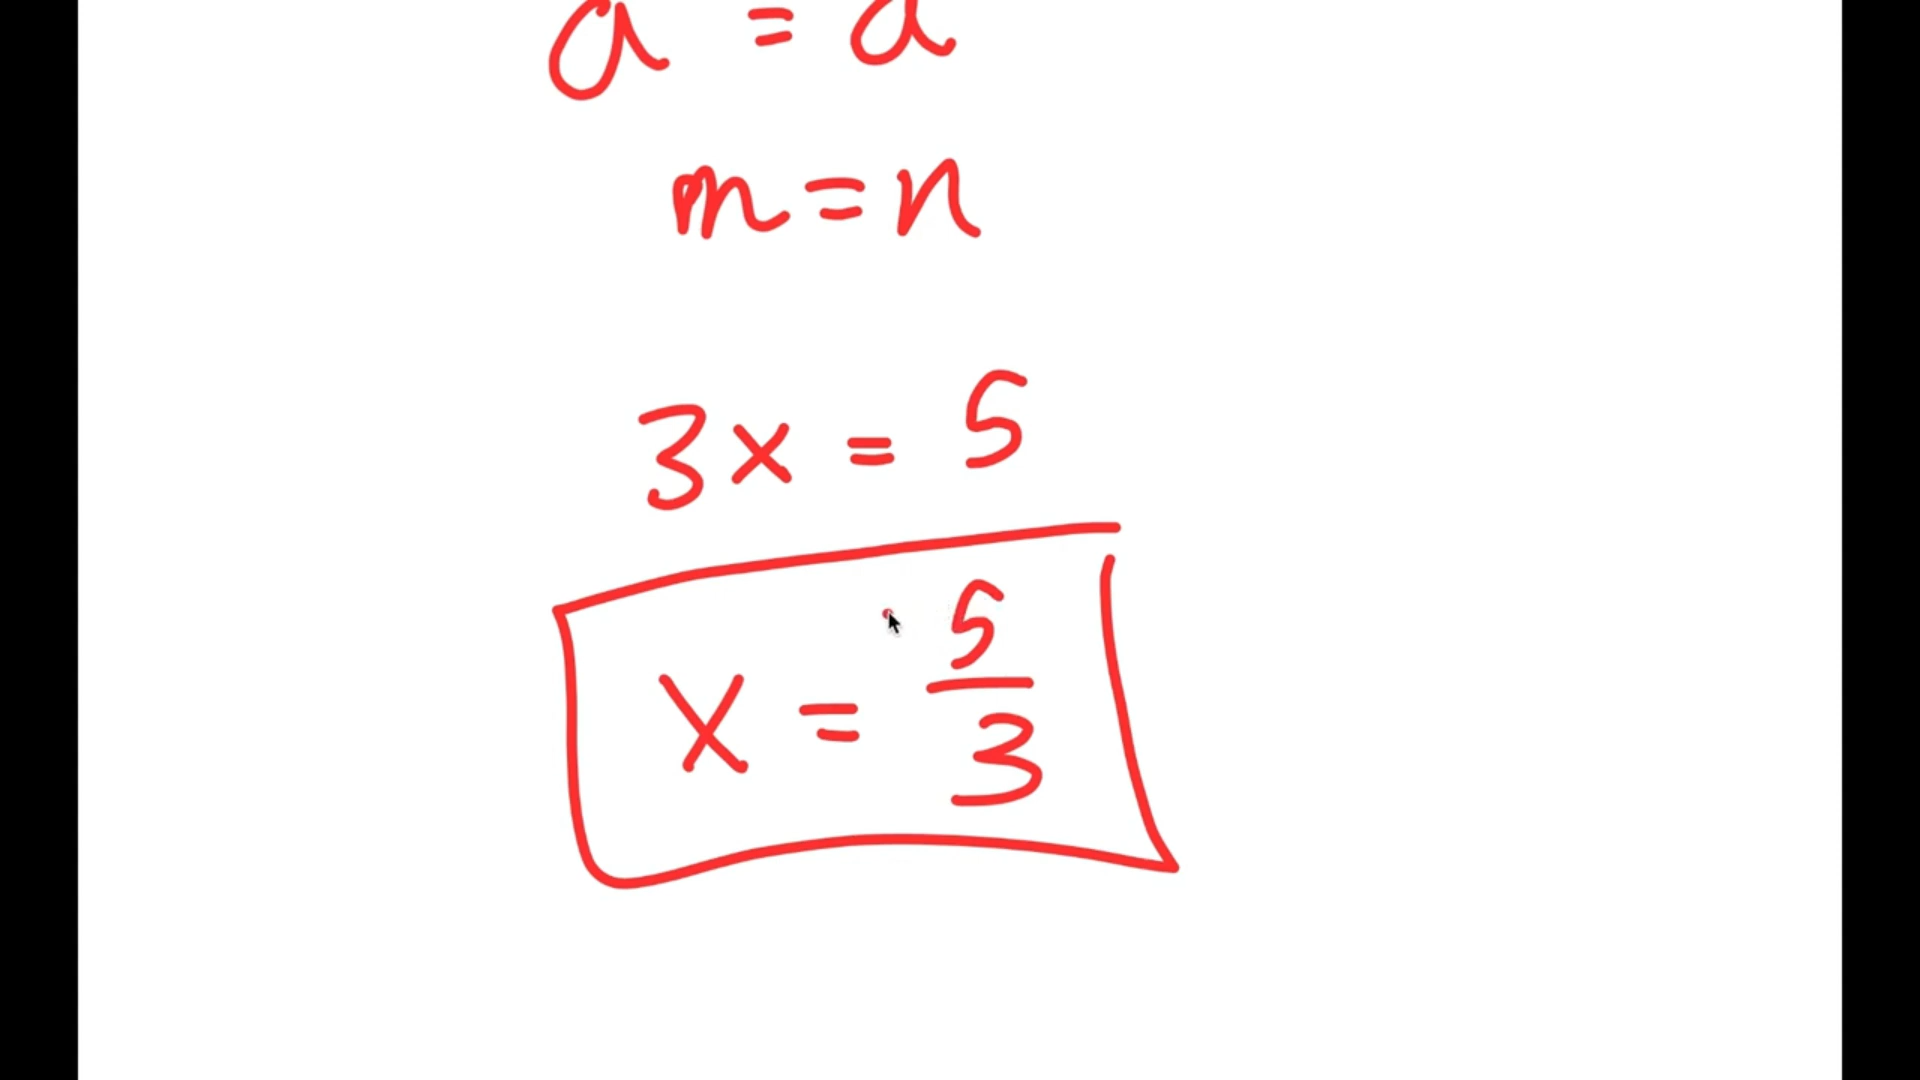 a = a
m = n
3x = 5
x = 5/3